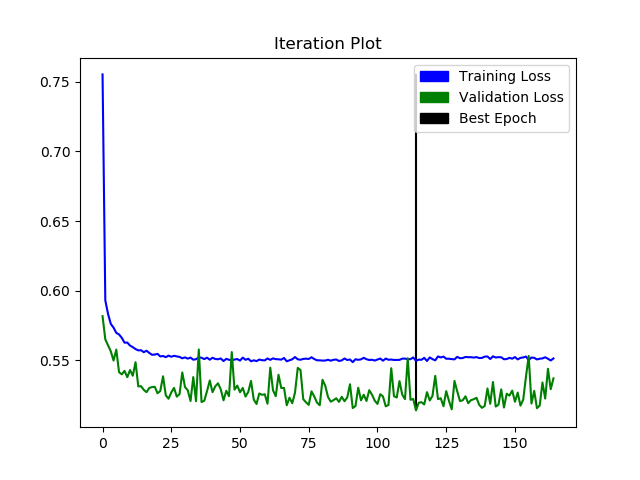 Iteration Plot
Training Loss
Validation Loss
Best Epoch
0.75
0.70
0.65
0.60
0.55
0 25 50 75 100 125 150